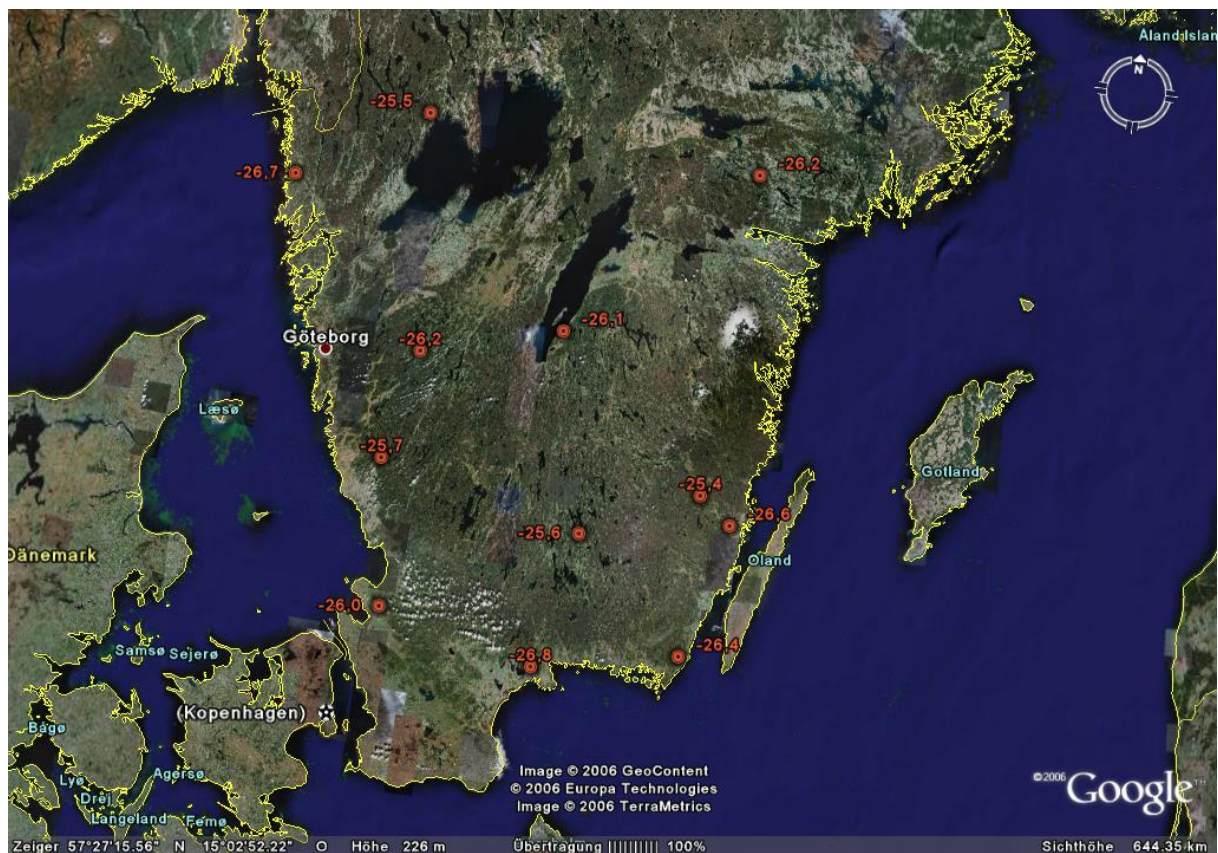 Åland Islan
N
-25,5
-26,7
-26,2
-26,1
Göteborg
-26,2
Læsø
-25,7
Gotland
-25,4
-26,6
-25,6
Dänemark
Öland
-26,0
-26,4
Samsø
Sejerø
-26,8
(Kopenhagen)
Bågø
Agersø
Lyø
Drej
Langeland
Femø
Image © 2006 GeoContent
© 2006 Europa Technologies
Image © 2006 TerraMetrics
©2006 Google™
Zeiger 57°27'15.56" N 15°02'52.22" O Höhe 226 m Übertragung ||||||||| 100% Sichthöhe 644.35 km